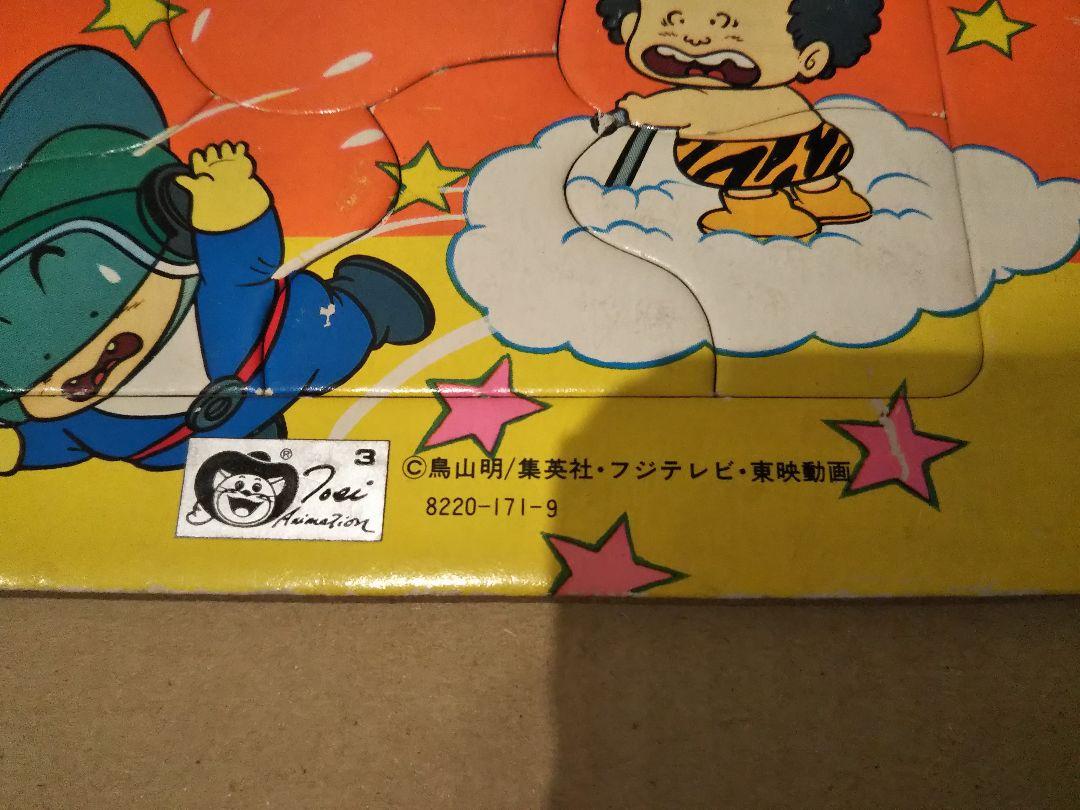 ® 3
Toei
Animation
©鳥山明/集英社・フジテレビ・東映動画
8220-171-9